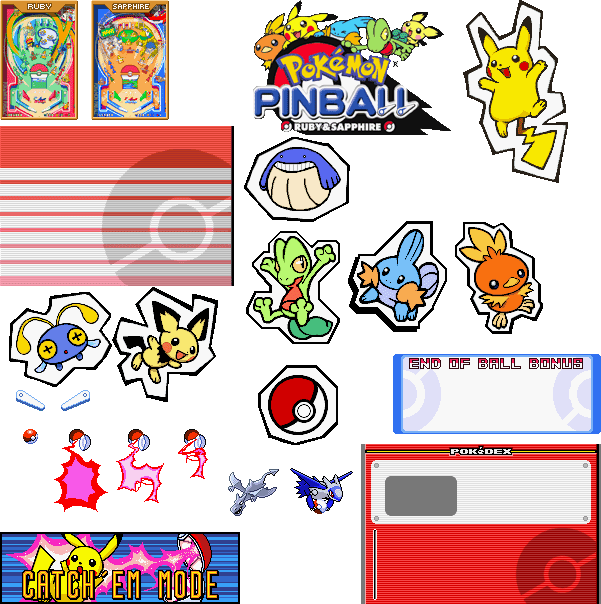 RUBY
SAPPHIRE
POKéMON
PINBALL
RUBY&SAPPHIRE
END OF BALL BONUS
POKéDEX
CATCH 'EM MODE